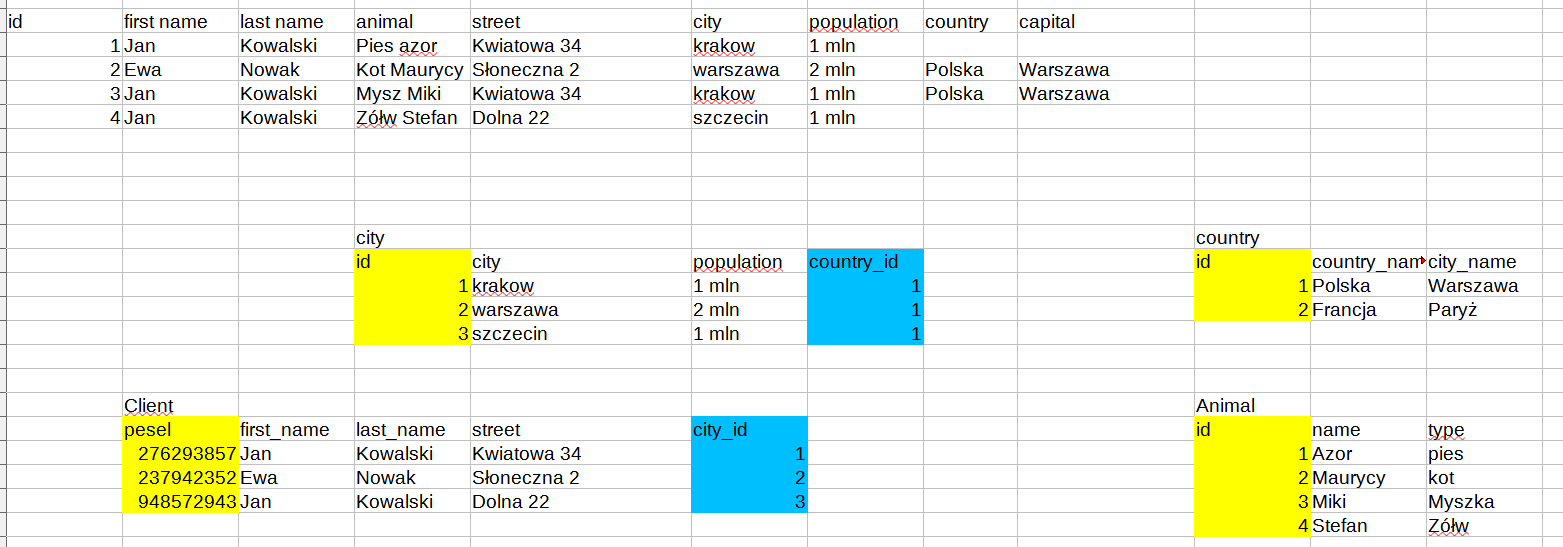 id first name last name animal street city population country capital
1 Jan Kowalski Pies azor Kwiatowa 34 krakow 1 mln
2 Ewa Nowak Kot Maurycy Słoneczna 2 warszawa 2 mln Polska Warszawa
3 Jan Kowalski Mysz Miki Kwiatowa 34 krakow 1 mln Polska Warszawa
4 Jan Kowalski Zółw Stefan Dolna 22 szczecin 1 mln
city country
id city population country_id id country_nam city_name
1 krakow 1 mln 1 1 Polska Warszawa
2 warszawa 2 mln 1 2 Francja Paryż
3 szczecin 1 mln 1
Client Animal
pesel first_name last_name street city_id id name type
276293857 Jan Kowalski Kwiatowa 34 1 1 Azor pies
237942352 Ewa Nowak Słoneczna 2 2 2 Maurycy kot
948572943 Jan Kowalski Dolna 22 3 3 Miki Myszka
4 Stefan Zółw